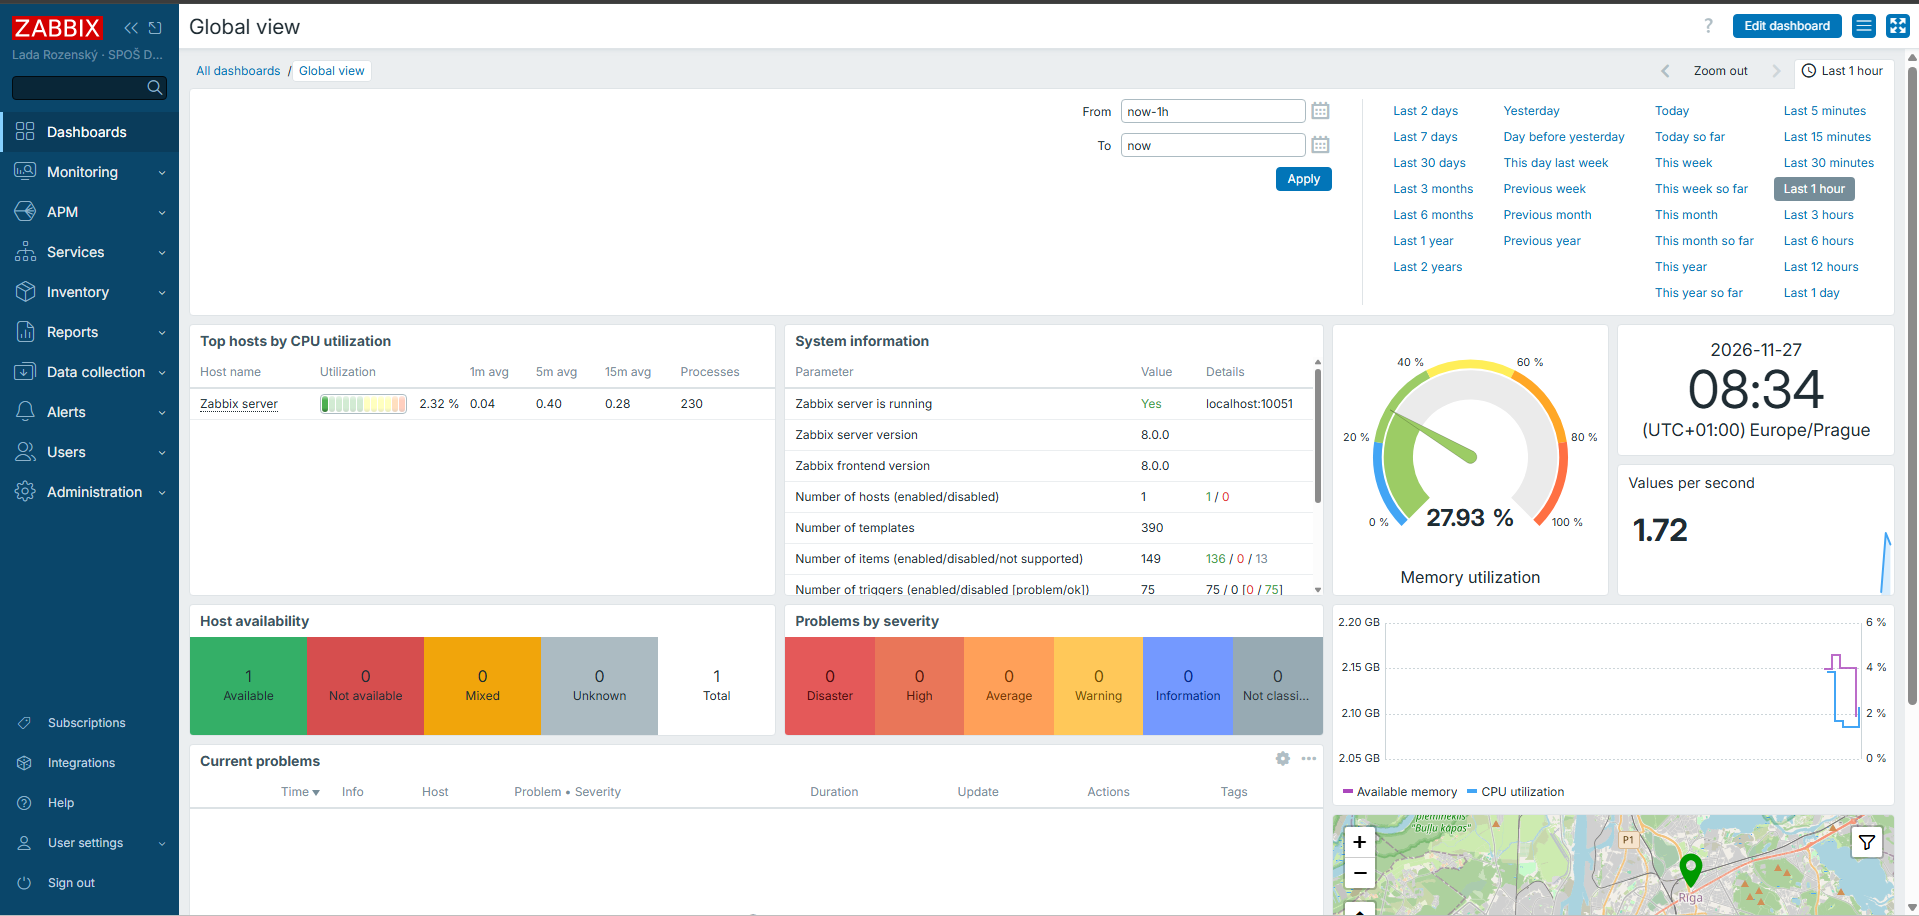 ZABBIX
Lada Rozenský · SPOŠ D...
Dashboards
Monitoring
APM
Services
Inventory
Reports
Data collection
Alerts
Users
Administration
Subscriptions
Integrations
Help
User settings
Sign out
Global view
? Edit dashboard
All dashboards / Global view
Zoom out Last 1 hour
From now-1h
To now
Apply
Last 2 days Yesterday Today Last 5 minutes
Last 7 days Day before yesterday Today so far Last 15 minutes
Last 30 days This day last week This week Last 30 minutes
Last 3 months Previous week This week so far Last 1 hour
Last 6 months Previous month This month Last 3 hours
Last 1 year Previous year This month so far Last 6 hours
Last 2 years This year Last 12 hours
This year so far Last 1 day
Top hosts by CPU utilization
Host name Utilization 1m avg 5m avg 15m avg Processes
Zabbix server 2.32 % 0.04 0.40 0.28 230
System information
Parameter Value Details
Zabbix server is running Yes localhost:10051
Zabbix server version 8.0.0
Zabbix frontend version 8.0.0
Number of hosts (enabled/disabled) 1 1 / 0
Number of templates 390
Number of items (enabled/disabled/not supported) 149 136 / 0 / 13
Number of triggers (enabled/disabled [problem/ok]) 75 75 / 0 [0 / 75]
40 % 60 %
20 % 80 %
0 % 27.93 % 100 %
Memory utilization
2026-11-27
08:34
(UTC+01:00) Europe/Prague
Values per second
1.72
Host availability
1 0 0 0 1
Available Not available Mixed Unknown Total
Problems by severity
0 0 0 0 0 0
Disaster High Average Warning Information Not classi...
2.20 GB 6 %
2.15 GB 4 %
2.10 GB 2 %
2.05 GB 0 %
Available memory CPU utilization
Current problems
Time Info Host Problem • Severity Duration Update Actions Tags
piemineklis
"Buļļu kāpas"
P1
+
−
Rīga